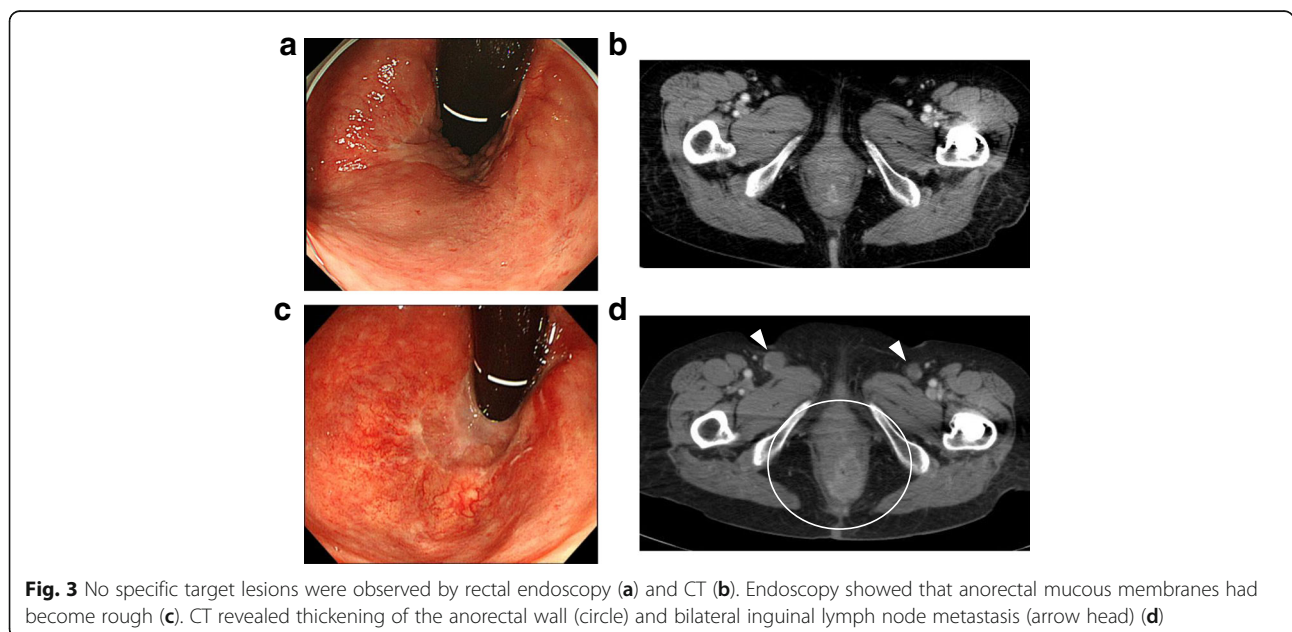 a
b
c
d
Fig. 3 No specific target lesions were observed by rectal endoscopy (a) and CT (b). Endoscopy showed that anorectal mucous membranes had
become rough (c). CT revealed thickening of the anorectal wall (circle) and bilateral inguinal lymph node metastasis (arrow head) (d)